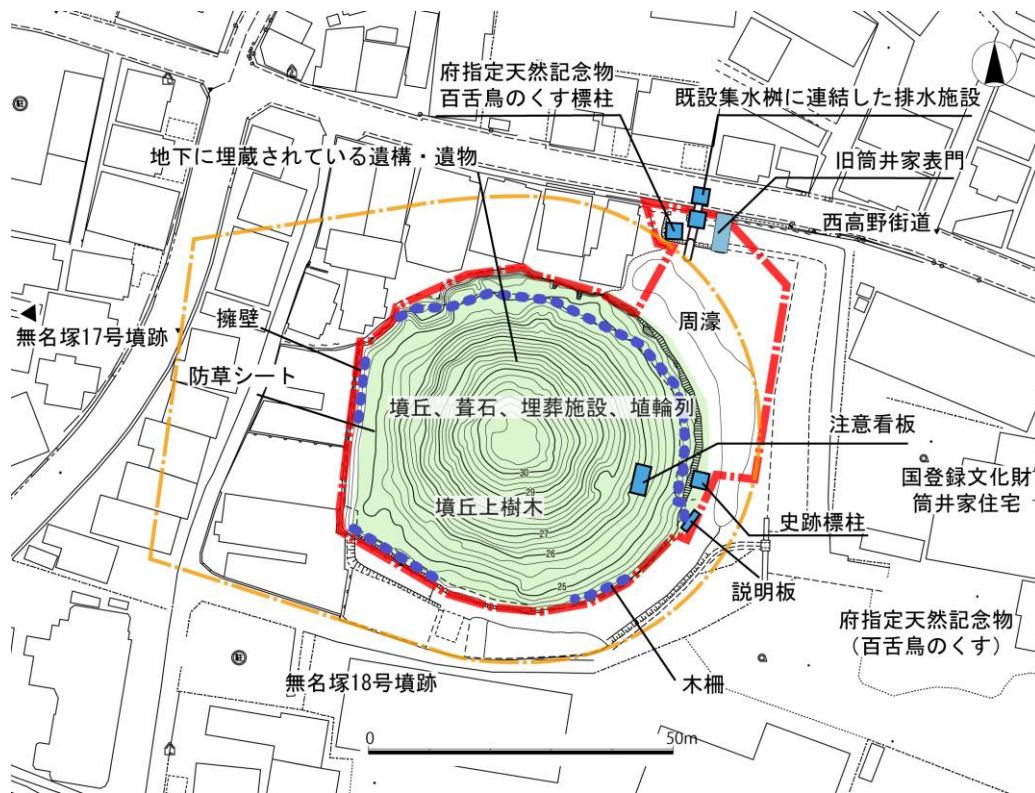 府指定天然記念物
百舌鳥のくす標柱
既設集水桝に連結した排水施設
地下に埋蔵されている遺構・遺物
旧筒井家表門
西高野街道
周濠
擁壁
無名塚17号墳跡
防草シート
墳丘、葺石、埋葬施設、埴輪列
注意看板
国登録文化財
筒井家住宅
30
29
墳丘上樹木
史跡標柱
27
26
25
説明板
府指定天然記念物
(百舌鳥のくす)
木柵
無名塚18号墳跡
0
50m